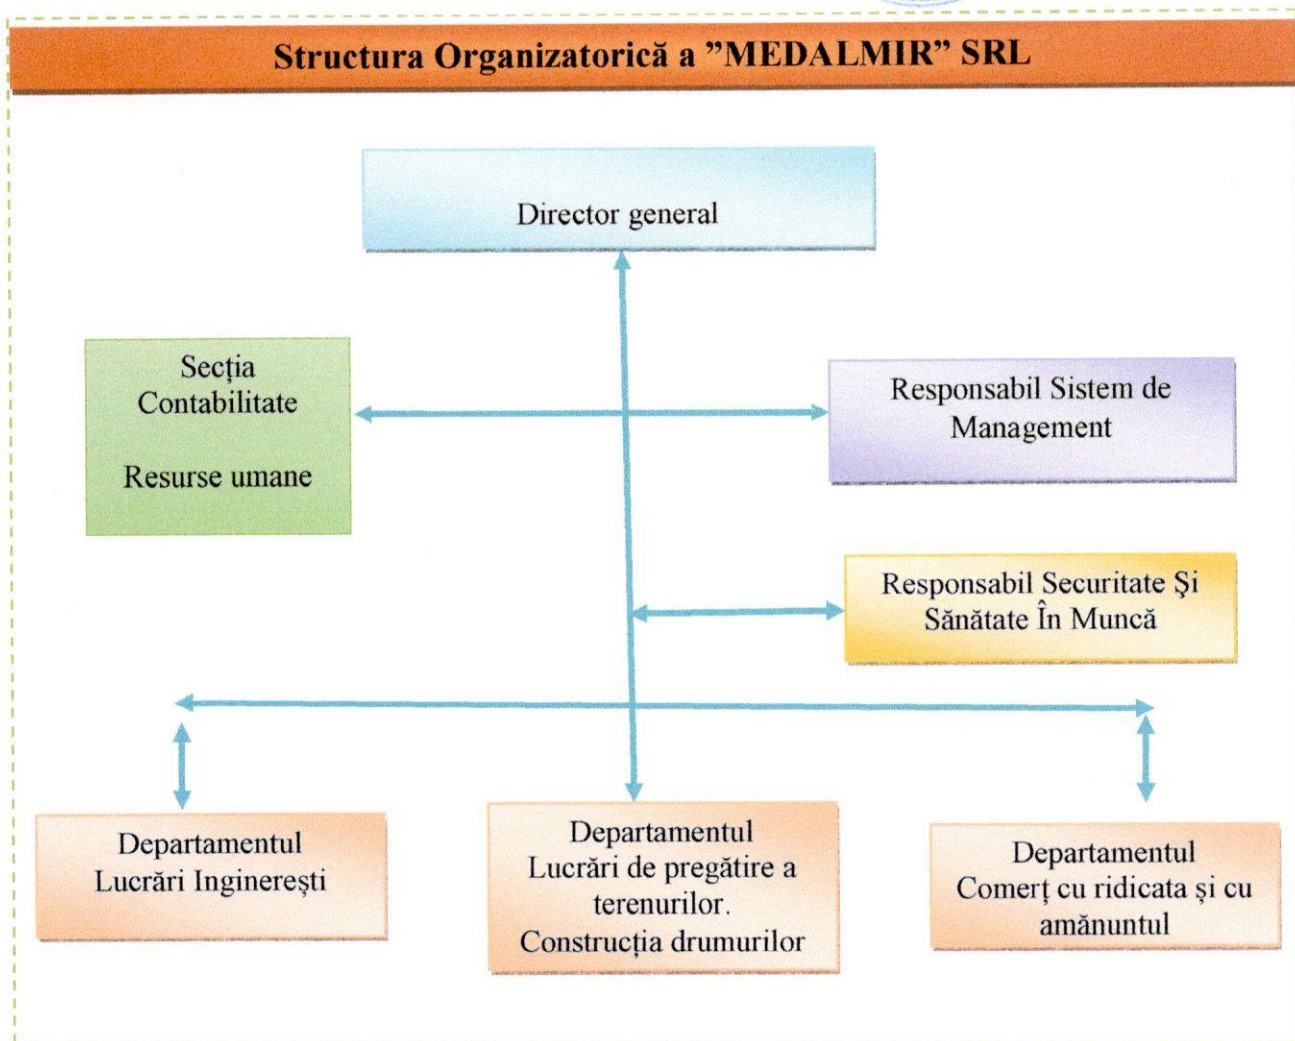 Structura Organizatorică a ”MEDALMIR” SRL
Director general
Secția
Contabilitate
Resurse umane
Responsabil Sistem de
Management
Responsabil Securitate Şi
Sănătate În Muncă
Departamentul
Lucrări Inginerești
Departamentul
Lucrări de pregătire a
terenurilor.
Construcția drumurilor
Departamentul
Comerț cu ridicata și cu
amănuntul